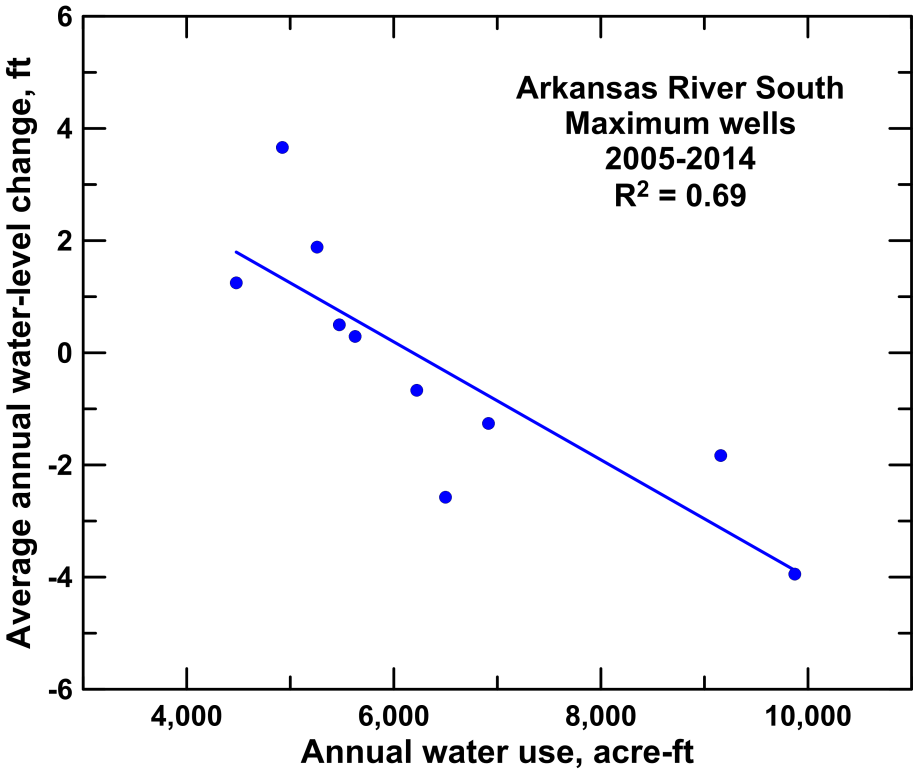 Arkansas River South
Maximum wells
2005-2014
R² = 0.69
Average annual water-level change, ft
6
4
2
0
-2
-4
-6
4,000 6,000 8,000 10,000
Annual water use, acre-ft